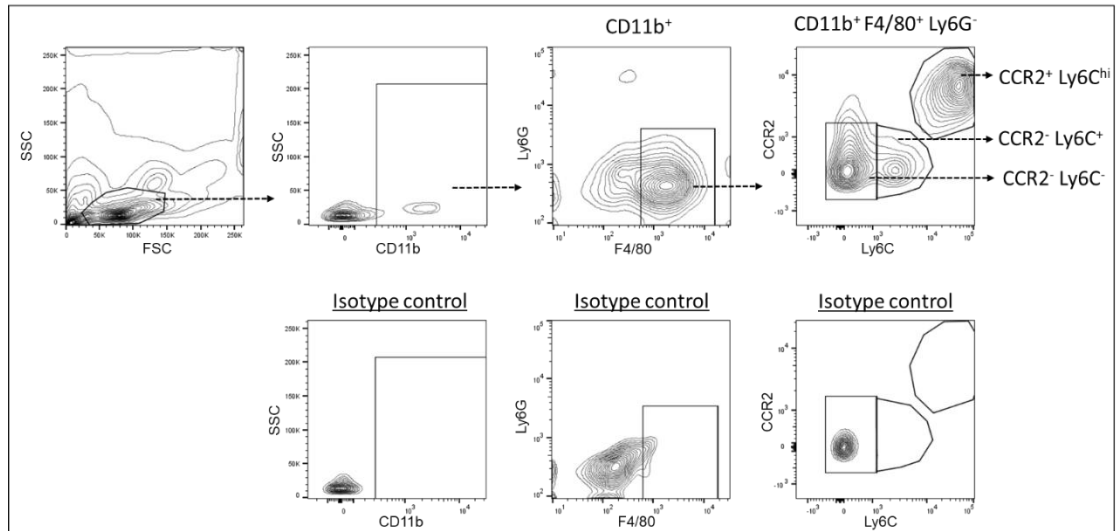 CD11b⁺
CD11b⁺ F4/80⁺ Ly6G⁻
SSC
250K
200K
150K
100K
50K
0
0 50K 100K 150K 200K 250K
FSC
SSC
250K
200K
150K
100K
50K
0
0 10³ 10⁴
CD11b
Ly6G
10⁵
10⁴
10³
10²
10¹ 10² 10³ 10⁴
F4/80
CCR2
10⁴
10³
0
-10³
-10³ 0 10³ 10⁴ 10⁵
Ly6C
CCR2⁺ Ly6Cʰⁱ
CCR2⁻ Ly6C⁺
CCR2⁻ Ly6C⁻
Isotype control
Isotype control
Isotype control
SSC
250K
200K
150K
100K
50K
0
0 10³ 10⁴
CD11b
Ly6G
10⁵
10⁴
10³
10²
10¹ 10² 10³ 10⁴
F4/80
CCR2
10⁴
10³
0
-10³
-10³ 0 10³ 10⁴ 10⁵
Ly6C